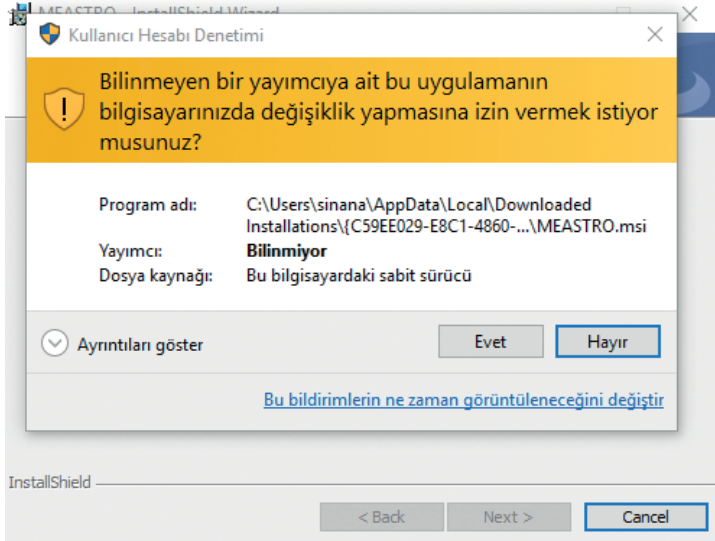 MEASTRO - InstallShield Wizard
Kullanıcı Hesabı Denetimi
Bilinmeyen bir yayımcıya ait bu uygulamanın
bilgisayarınızda değişiklik yapmasına izin vermek istiyor
musunuz?
Program adı: C:\Users\sinana\AppData\Local\Downloaded
Installations\{C59EE029-E8C1-4860-...\MEASTRO.msi
Yayımcı: Bilinmiyor
Dosya kaynağı: Bu bilgisayardaki sabit sürücü
Ayrıntıları göster Evet Hayır
Bu bildirimlerin ne zaman görüntüleneceğini değiştir
InstallShield
< Back Next > Cancel